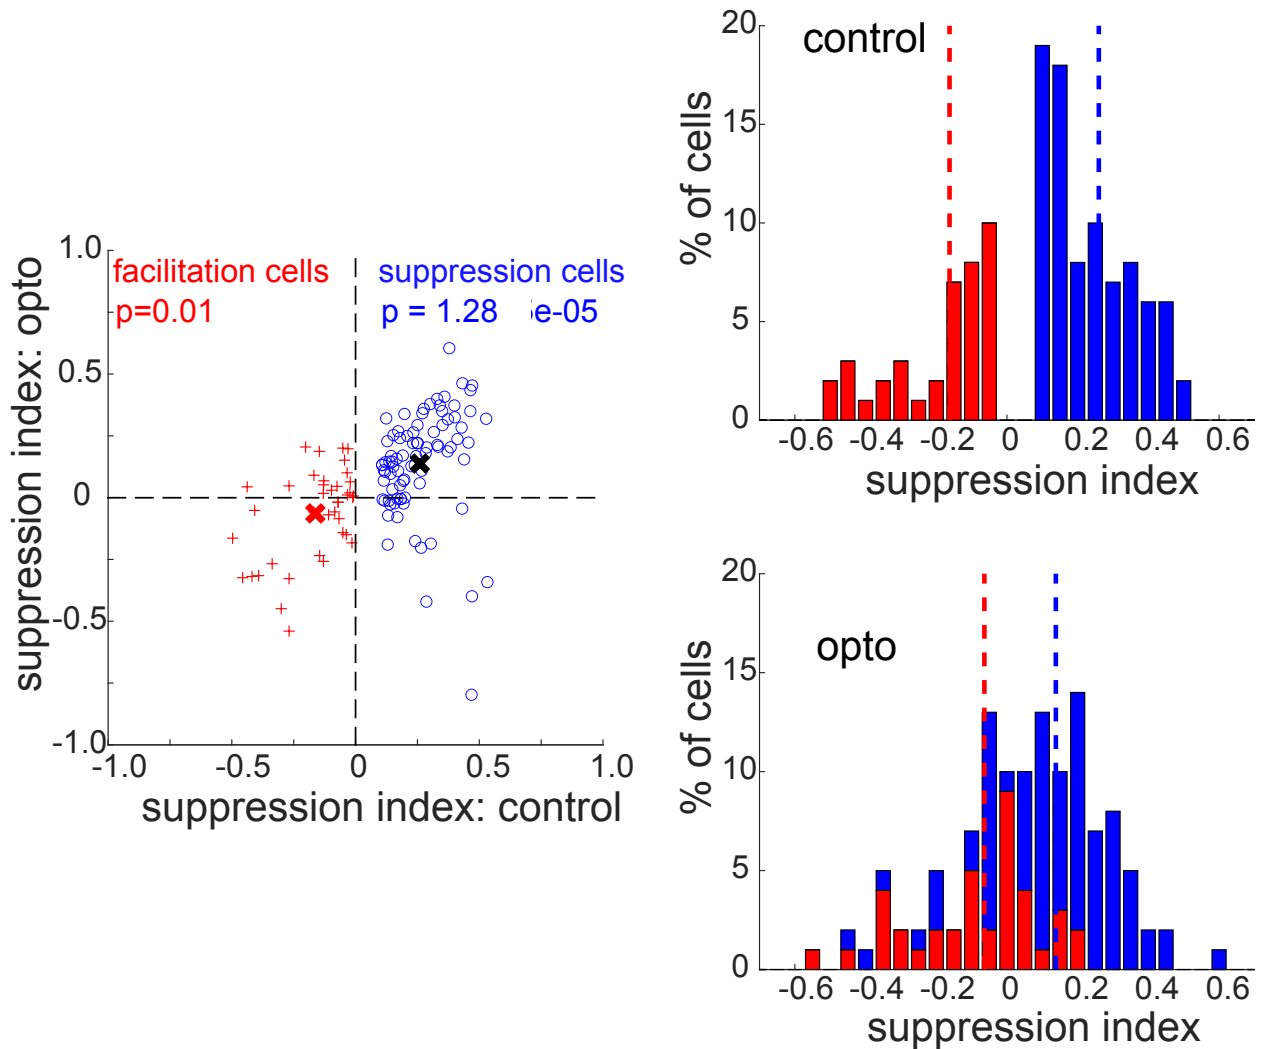 1.0
0.5
0
-0.5
-1.0
suppression index: opto
facilitation cells
p=0.01
suppression cells
p = 1.28 e-05
-1.0 -0.5 0 0.5 1.0
suppression index: control
control
20
15
10
5
0
% of cells
-0.6 -0.4 -0.2 0 0.2 0.4 0.6
suppression index
opto
20
15
10
5
0
% of cells
-0.6 -0.4 -0.2 0 0.2 0.4 0.6
suppression index